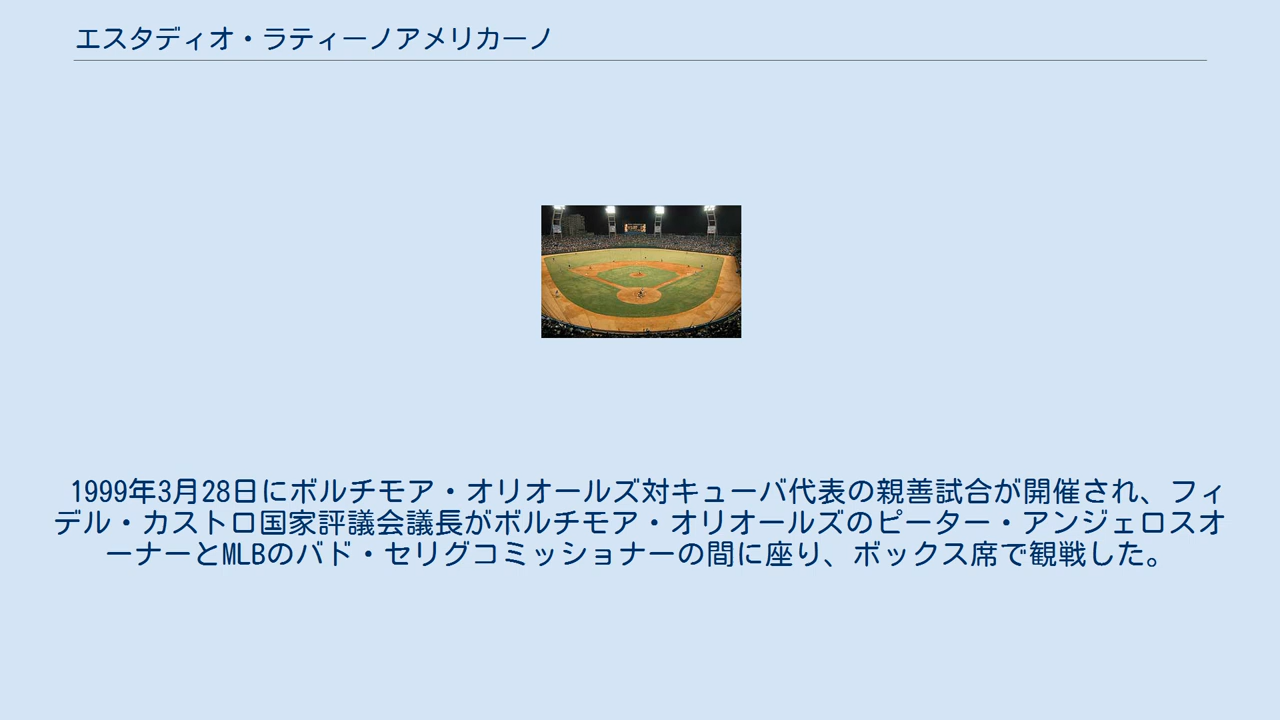 エスタディオ・ラティーノアメリカーノ
1999年3月28日にボルチモア・オリオールズ対キューバ代表の親善試合が開催され、フィ
デル・カストロ国家評議会議長がボルチモア・オリオールズのピーター・アンジェロスオ
ーナーとMLBのバド・セリグコミッショナーの間に座り、ボックス席で観戦した。